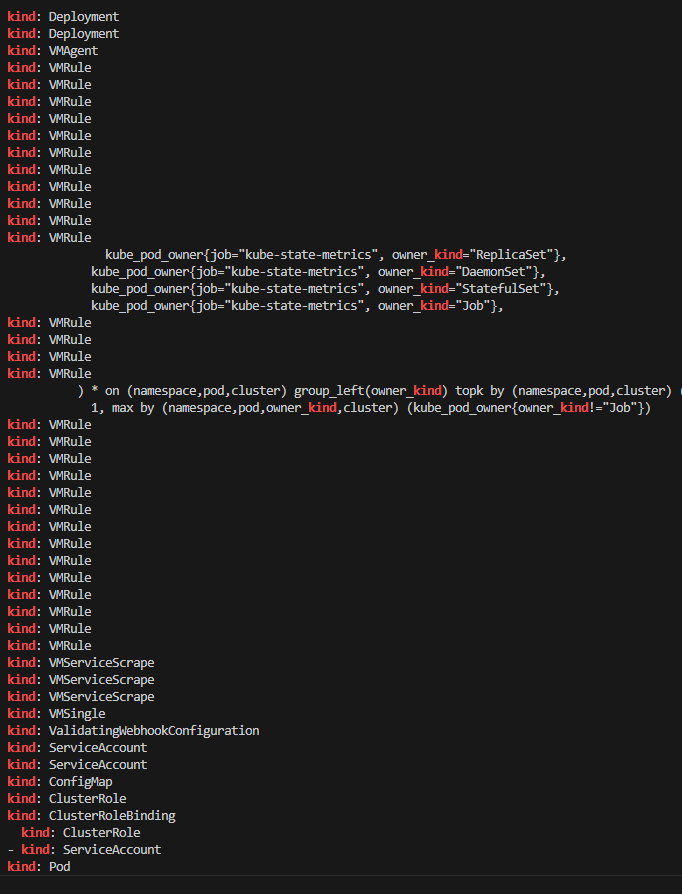 kind: Deployment
kind: Deployment
kind: VMAgent
kind: VMRule
kind: VMRule
kind: VMRule
kind: VMRule
kind: VMRule
kind: VMRule
kind: VMRule
kind: VMRule
kind: VMRule
kind: VMRule
kind: VMRule
              kube_pod_owner{job="kube-state-metrics", owner_kind="ReplicaSet"},
            kube_pod_owner{job="kube-state-metrics", owner_kind="DaemonSet"},
            kube_pod_owner{job="kube-state-metrics", owner_kind="StatefulSet"},
            kube_pod_owner{job="kube-state-metrics", owner_kind="Job"},
kind: VMRule
kind: VMRule
kind: VMRule
kind: VMRule
          ) * on (namespace,pod,cluster) group_left(owner_kind) topk by (namespace,pod,cluster) (
            1, max by (namespace,pod,owner_kind,cluster) (kube_pod_owner{owner_kind!="Job"})
kind: VMRule
kind: VMRule
kind: VMRule
kind: VMRule
kind: VMRule
kind: VMRule
kind: VMRule
kind: VMRule
kind: VMRule
kind: VMRule
kind: VMRule
kind: VMRule
kind: VMRule
kind: VMRule
kind: VMServiceScrape
kind: VMServiceScrape
kind: VMServiceScrape
kind: VMSingle
kind: ValidatingWebhookConfiguration
kind: ServiceAccount
kind: ServiceAccount
kind: ConfigMap
kind: ClusterRole
kind: ClusterRoleBinding
  kind: ClusterRole
- kind: ServiceAccount
kind: Pod